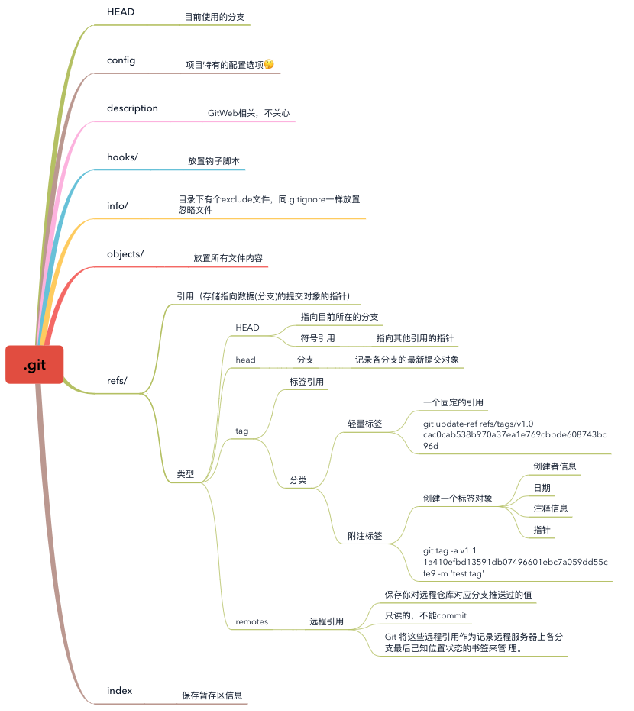 HEAD
目前使用的分支
config
项目特有的配置选项🤔
description
GitWeb相关，不关心
hooks/
放置钩子脚本
info/
目录下有个exclude文件，同.gitignore一样放置
忽略文件
objects/
放置所有文件内容
.git
refs/
引用（存储指向数据(分支)的提交对象的指针）
类型
HEAD
指向目前所在的分支
符号引用
指向其他引用的指针
head
分支
记录各分支的最新提交对象
tag
标签引用
分类
轻量标签
一个固定的引用
git update-ref refs/tags/v1.0
cac0cab538b970a37ea1e769cbbde608743bc
96d
附注标签
创建一个标签对象
创建者信息
日期
注释信息
指针
git tag -a v1.1
1a410efbd13591db07496601ebc7a059dd55c
fe9 -m 'test tag'
remotes
远程引用
保存你对远程仓库对应分支推送过的值
只读的，不能commit
Git 将这些远程引用作为记录远程服务器上各分
支最后已知位置状态的书签来管理。
index
保存暂存区信息